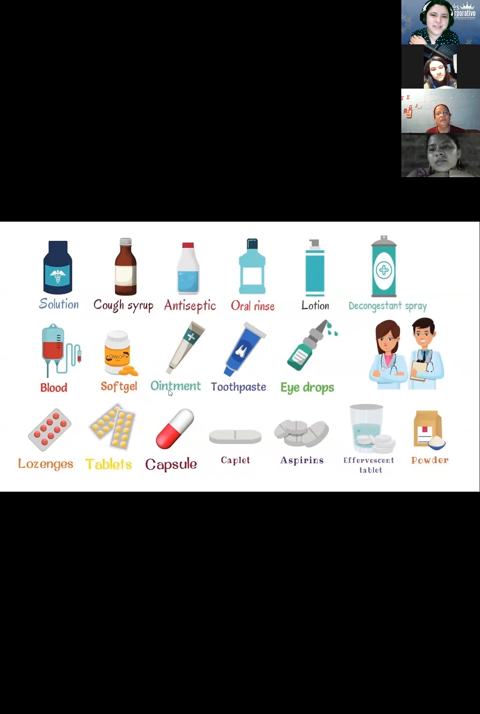 Solution
Cough syrup
Antiseptic
Oral rinse
Lotion
Decongestant spray
Blood
Softgel
Ointment
Toothpaste
Eye drops
Lozenges
Tablets
Capsule
Caplet
Aspirins
Effervescent
tablet
Powder